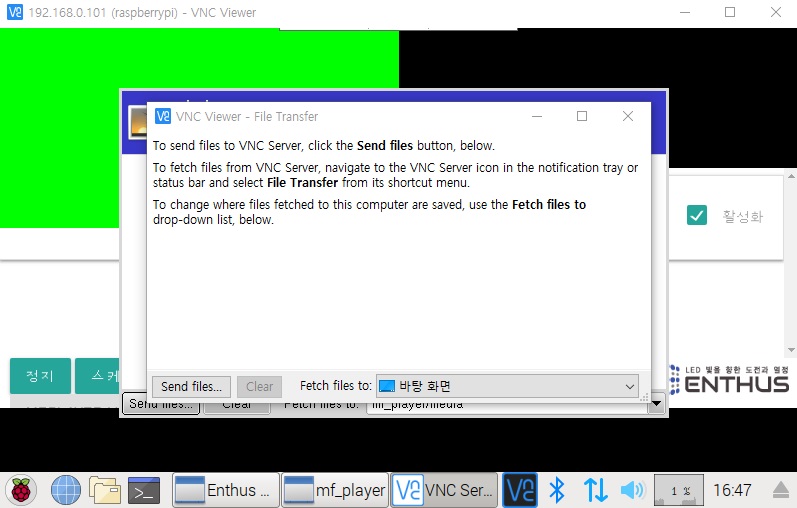 192.168.0.101 (raspberrypi) - VNC Viewer
VNC Viewer - File Transfer
To send files to VNC Server, click the Send files button, below.
To fetch files from VNC Server, navigate to the VNC Server icon in the notification tray or
status bar and select File Transfer from its shortcut menu.
To change where files fetched to this computer are saved, use the Fetch files to
drop-down list, below.
활성화
정지
스케
Send files...
Clear
Fetch files to:
바탕 화면
LED 빛을 향한 도전과 열정
ENTHUS
Send files...
Clear
Fetch files to:
mf_player/media
Enthus ...
mf_player
VNC Ser...
1 %
16:47